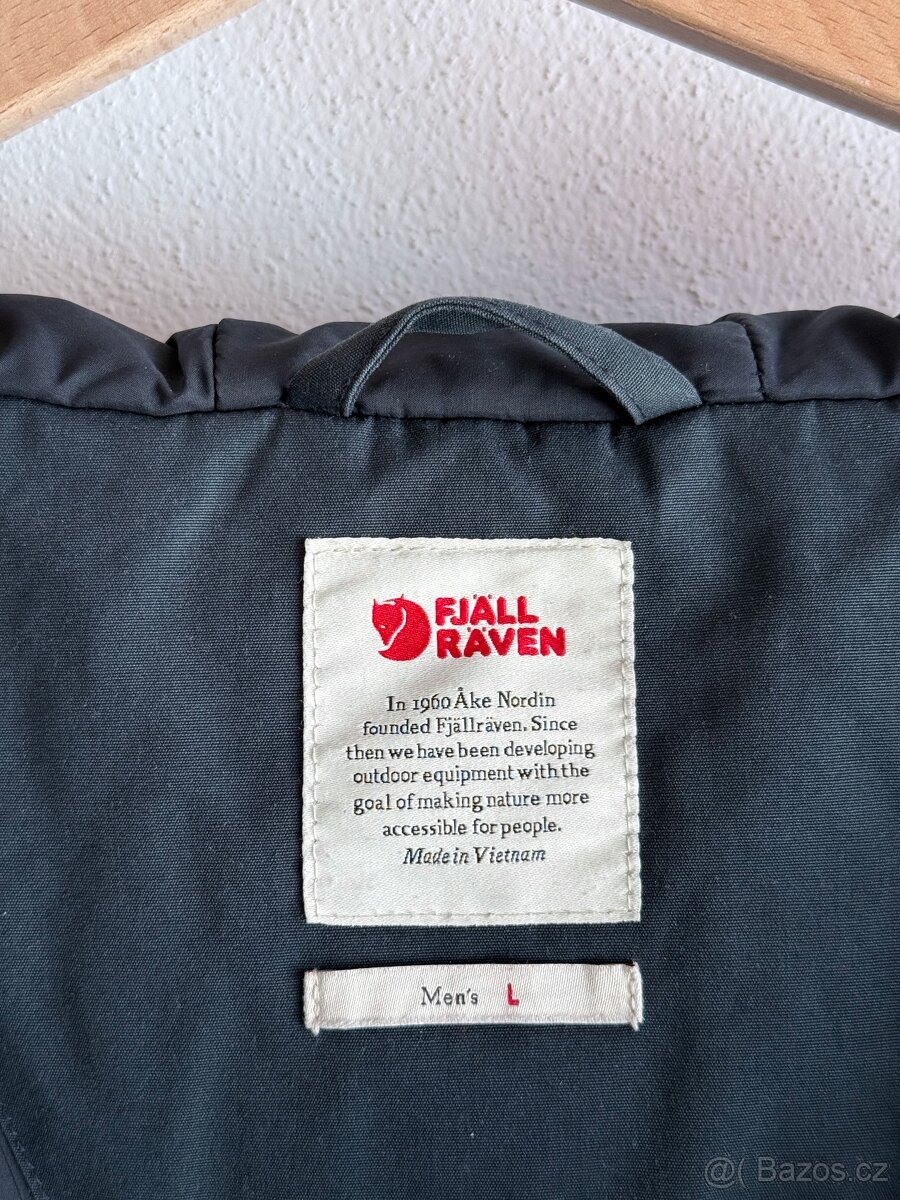 FJÄLL
RÄVEN
In 1960 Åke Nordin
founded Fjällräven. Since
then we have been developing
outdoor equipment with the
goal of making nature more
accessible for people.
Made in Vietnam
Men's L
@( Bazos.cz